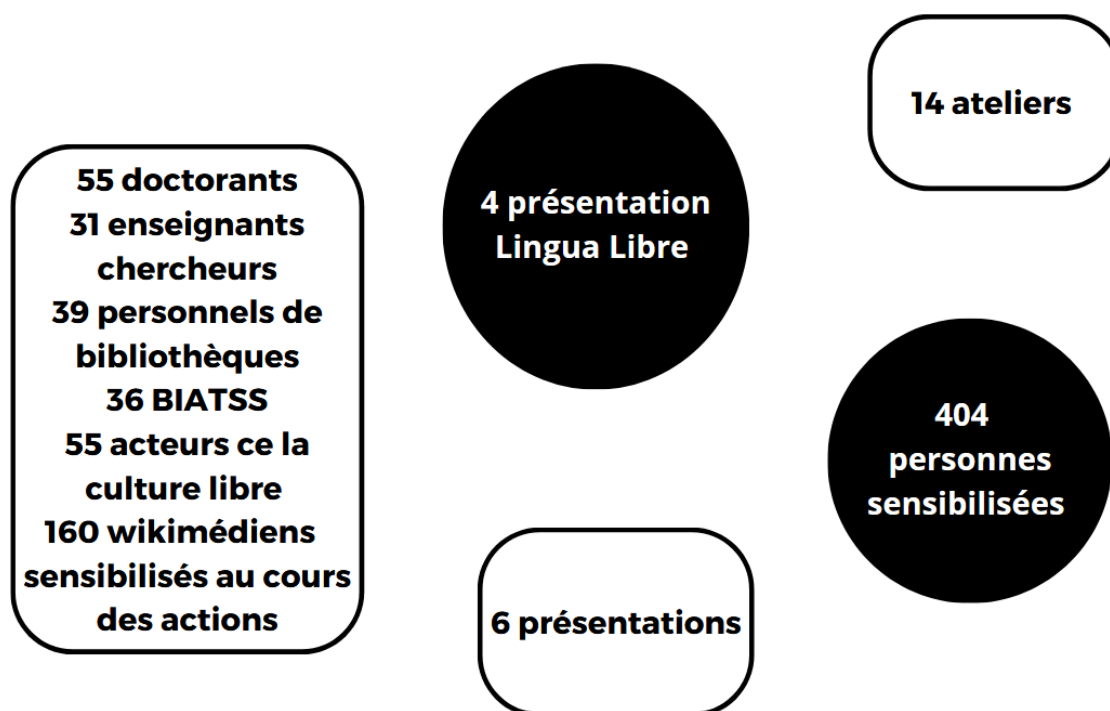 55 doctorants
31 enseignants
chercheurs
39 personnels de
bibliothèques
36 BIATSS
55 acteurs ce la
culture libre
160 wikimédiens
sensibilisés au cours
des actions
4 présentation
Lingua Libre
14 ateliers
404
personnes
sensibilisées
6 présentations